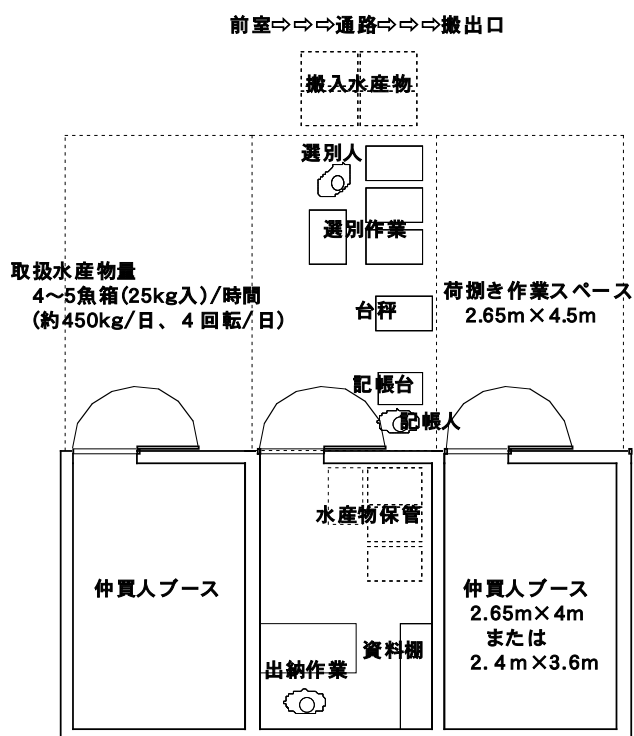 前室⇨⇨⇨通路⇨⇨⇨搬出口
搬入水産物
選別人
選別作業
取扱水産物量
4～5魚箱(25kg入)/時間
(約450kg/日、4回転/日)
荷捌き作業スペース
2.65m×4.5m
台秤
記帳台
記帳人
水産物保管
仲買人ブース
仲買人ブース
2.65m×4m
または
2.4m×3.6m
資料棚
出納作業